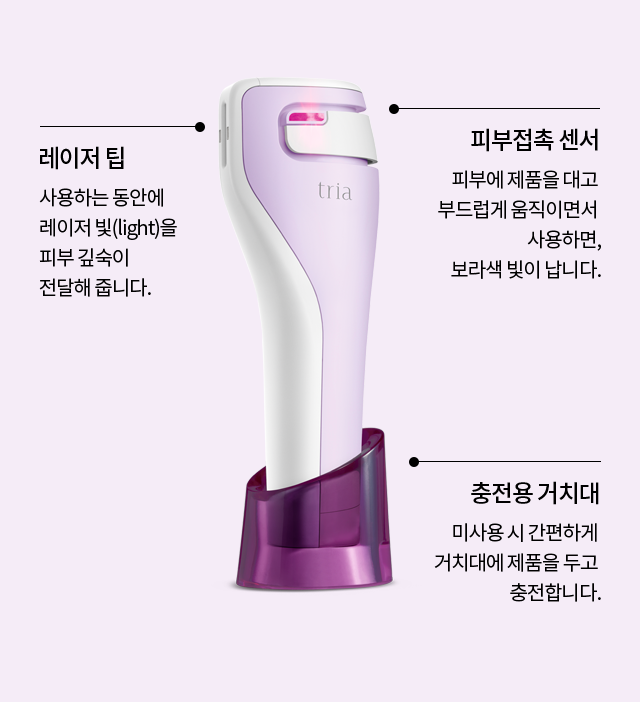 레이저 팁
사용하는 동안에
레이저 빛(light)을
피부 깊숙이
전달해 줍니다.
tria
피부접촉 센서
피부에 제품을 대고
부드럽게 움직이면서
사용하면,
보라색 빛이 납니다.
충전용 거치대
미사용 시 간편하게
거치대에 제품을 두고
충전합니다.